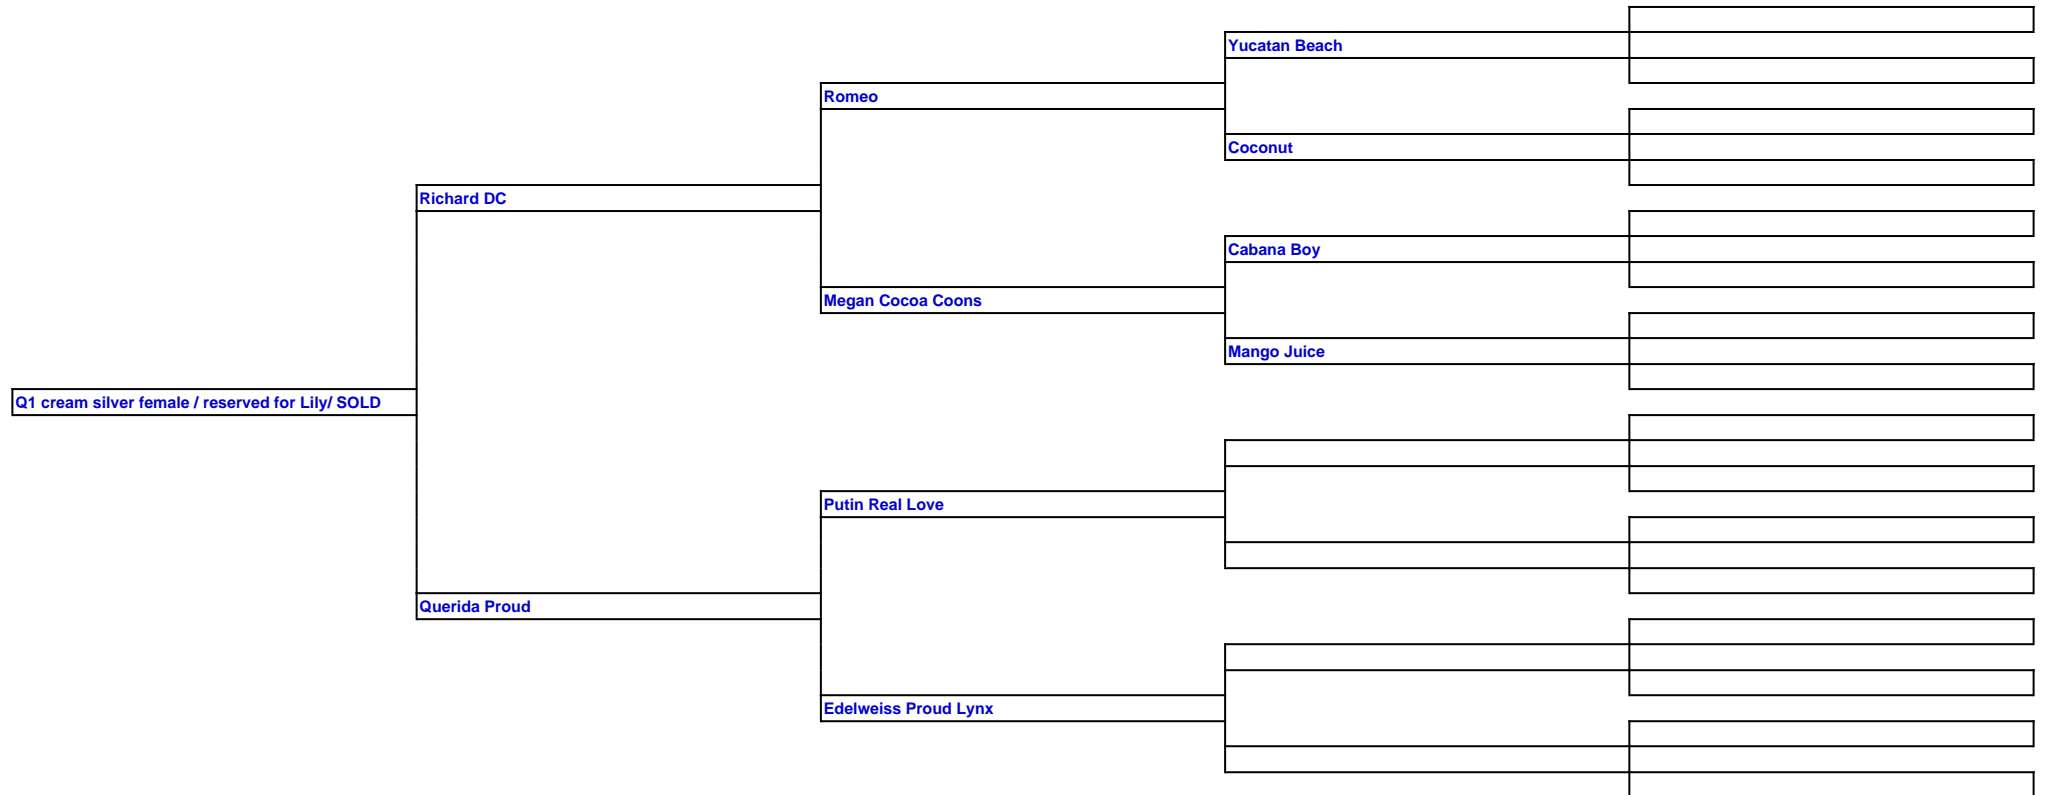 Yucatan Beach
Romeo
Coconut
Richard DC
Cabana Boy
Megan Cocoa Coons
Mango Juice
Q1 cream silver female / reserved for Lily/ SOLD
Putin Real Love
Querida Proud
Edelweiss Proud Lynx